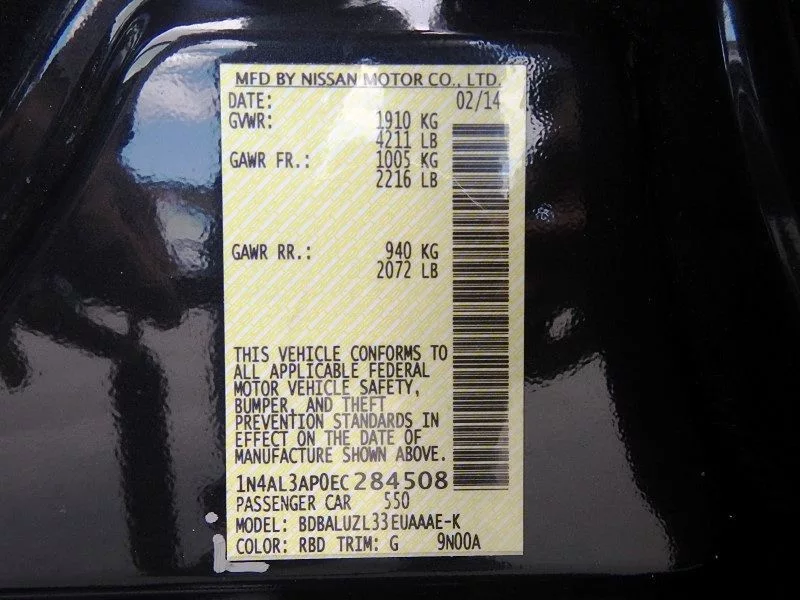 MFD BY NISSAN MOTOR CO., LTD.
DATE: 02/14
GVWR: 1910 KG
4211 LB
GAWR FR.: 1005 KG
2216 LB
GAWR RR.: 940 KG
2072 LB
THIS VEHICLE CONFORMS TO
ALL APPLICABLE FEDERAL
MOTOR VEHICLE SAFETY,
BUMPER, AND THEFT
PREVENTION STANDARDS IN
EFFECT ON THE DATE OF
MANUFACTURE SHOWN ABOVE.
1N4AL3AP0EC284508
PASSENGER CAR 550
MODEL: BDBALUZL33EUAAAE-K
COLOR: RBD TRIM: G 9N00A